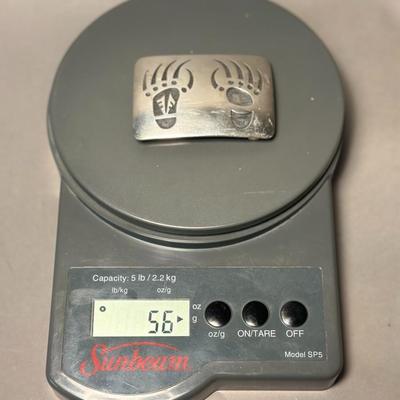 Capacity: 5 lb / 2.2 kg
lb/kg oz/g
56
oz
g
oz/g ON/TARE OFF
Sunbeam
Model SP5